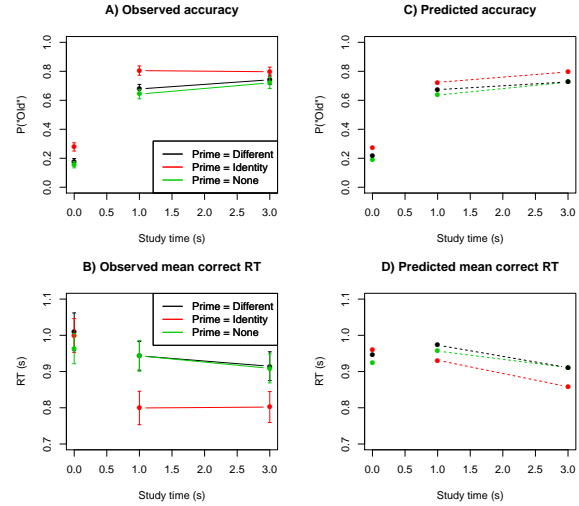 A) Observed accuracy
P("Old")
1.0
0.8
0.6
0.4
0.2
0.0
Prime = Different
Prime = Identity
Prime = None
0.0 0.5 1.0 1.5 2.0 2.5 3.0
Study time (s)
C) Predicted accuracy
P("Old")
1.0
0.8
0.6
0.4
0.2
0.0
0.0 0.5 1.0 1.5 2.0 2.5 3.0
Study time (s)
B) Observed mean correct RT
RT (s)
1.1
1.0
0.9
0.8
0.7
Prime = Different
Prime = Identity
Prime = None
0.0 0.5 1.0 1.5 2.0 2.5 3.0
Study time (s)
D) Predicted mean correct RT
RT (s)
1.1
1.0
0.9
0.8
0.7
0.0 0.5 1.0 1.5 2.0 2.5 3.0
Study time (s)